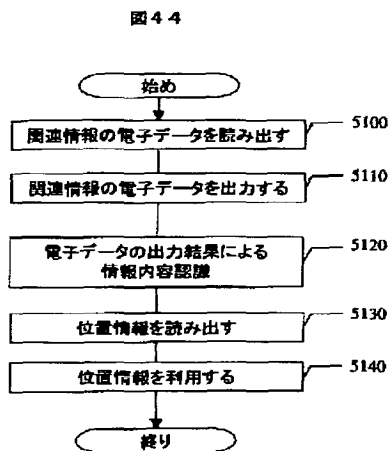 図44
始め
関連情報の電子データを読み出す
5100
関連情報の電子データを出力する
5110
電子データの出力結果による
情報内容認識
5120
位置情報を読み出す
5130
位置情報を利用する
5140
終り